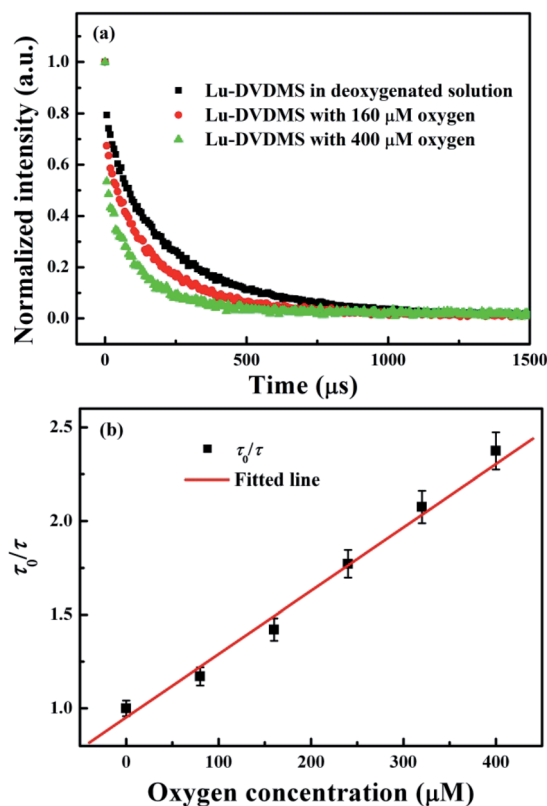 (a)
Normalized intensity (a.u.)
1.0
0.8
0.6
0.4
0.2
0.0
Lu-DVDMS in deoxygenated solution
Lu-DVDMS with 160 μM oxygen
Lu-DVDMS with 400 μM oxygen
0 500 1000 1500
Time (μs)
(b)
τ₀/τ
2.5
2.0
1.5
1.0
τ₀/τ
Fitted line
0 100 200 300 400
Oxygen concentration (μM)